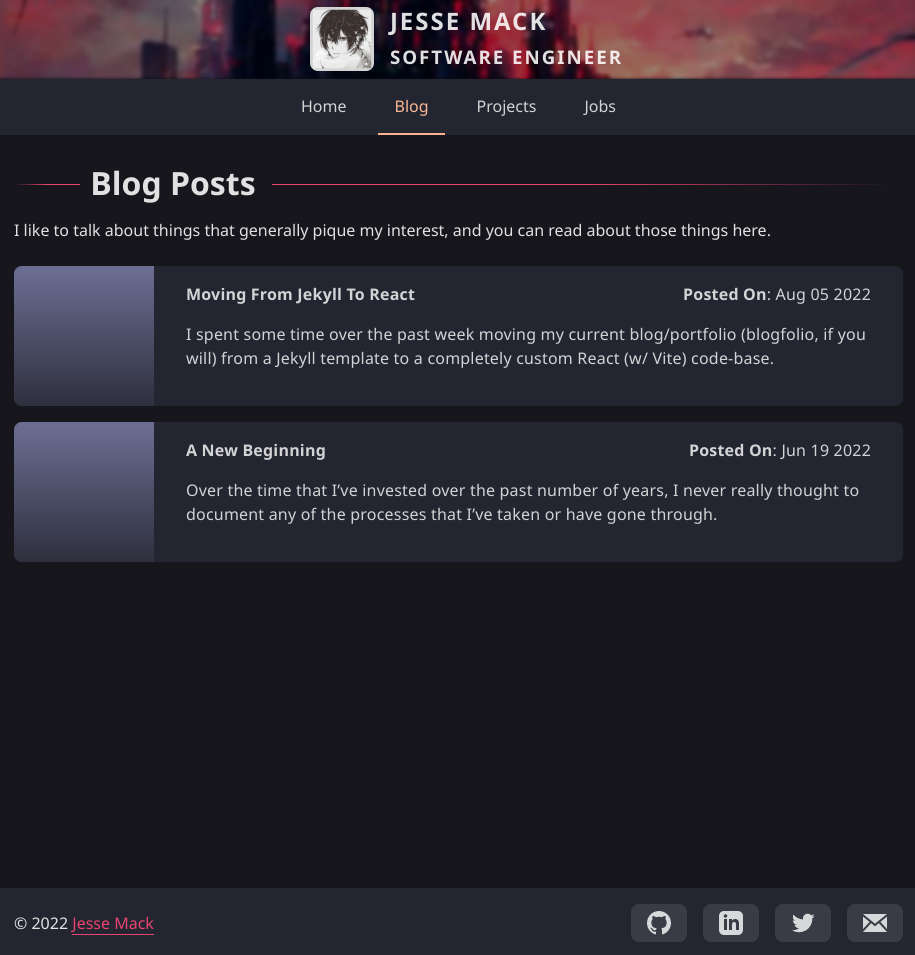 JESSE MACK
SOFTWARE ENGINEER
Home Blog Projects Jobs
Blog Posts
I like to talk about things that generally pique my interest, and you can read about those things here.
Moving From Jekyll To React Posted On: Aug 05 2022
I spent some time over the past week moving my current blog/portfolio (blogfolio, if you
will) from a Jekyll template to a completely custom React (w/ Vite) code-base.
A New Beginning Posted On: Jun 19 2022
Over the time that I’ve invested over the past number of years, I never really thought to
document any of the processes that I’ve taken or have gone through.
© 2022 Jesse Mack
in